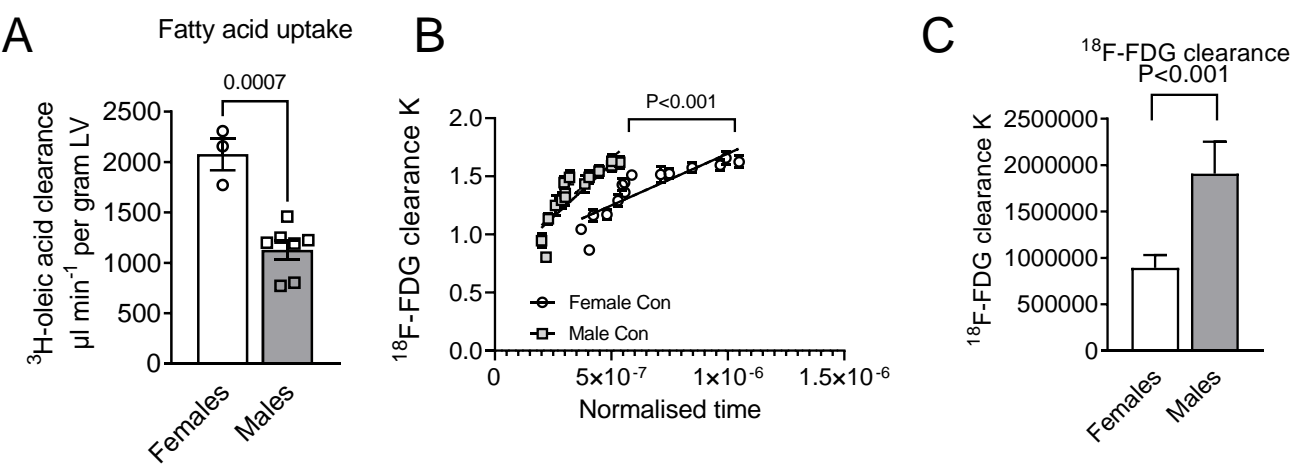 A
Fatty acid uptake
0.0007
³H-oleic acid clearance
µl min⁻¹ per gram LV
2500
2000
1500
1000
500
0
Females
Males
B
P<0.001
¹⁸F-FDG clearance K
2.0
1.5
1.0
0.5
0.0
Female Con
Male Con
0
5×10⁻⁷
1×10⁻⁶
1.5×10⁻⁶
Normalised time
C
¹⁸F-FDG clearance
P<0.001
¹⁸F-FDG clearance K
2500000
2000000
1500000
1000000
500000
0
Females
Males